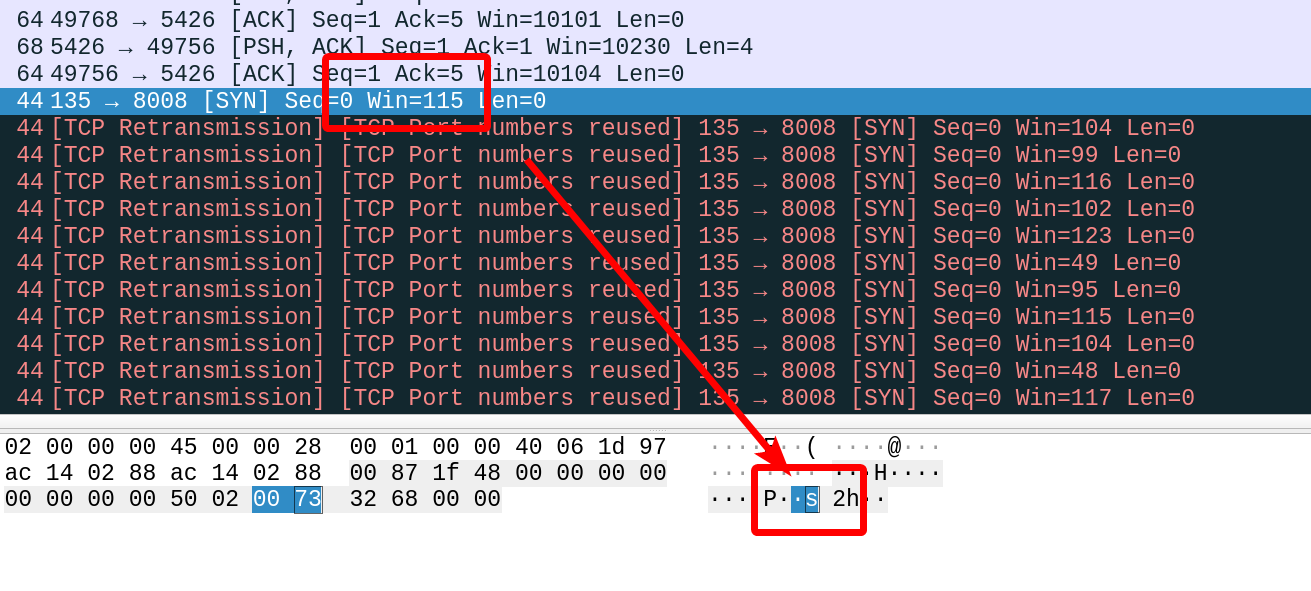 64 49768 → 5426 [ACK] Seq=1 Ack=5 Win=10101 Len=0
68 5426 → 49756 [PSH, ACK] Seq=1 Ack=1 Win=10230 Len=4
64 49756 → 5426 [ACK] Seq=1 Ack=5 Win=10104 Len=0
44 135 → 8008 [SYN] Seq=0 Win=115 Len=0
44 [TCP Retransmission] [TCP Port numbers reused] 135 → 8008 [SYN] Seq=0 Win=104 Len=0
44 [TCP Retransmission] [TCP Port numbers reused] 135 → 8008 [SYN] Seq=0 Win=99 Len=0
44 [TCP Retransmission] [TCP Port numbers reused] 135 → 8008 [SYN] Seq=0 Win=116 Len=0
44 [TCP Retransmission] [TCP Port numbers reused] 135 → 8008 [SYN] Seq=0 Win=102 Len=0
44 [TCP Retransmission] [TCP Port numbers reused] 135 → 8008 [SYN] Seq=0 Win=123 Len=0
44 [TCP Retransmission] [TCP Port numbers reused] 135 → 8008 [SYN] Seq=0 Win=49 Len=0
44 [TCP Retransmission] [TCP Port numbers reused] 135 → 8008 [SYN] Seq=0 Win=95 Len=0
44 [TCP Retransmission] [TCP Port numbers reused] 135 → 8008 [SYN] Seq=0 Win=115 Len=0
44 [TCP Retransmission] [TCP Port numbers reused] 135 → 8008 [SYN] Seq=0 Win=104 Len=0
44 [TCP Retransmission] [TCP Port numbers reused] 135 → 8008 [SYN] Seq=0 Win=48 Len=0
44 [TCP Retransmission] [TCP Port numbers reused] 135 → 8008 [SYN] Seq=0 Win=117 Len=0
02 00 00 00 45 00 00 28 00 01 00 00 40 06 1d 97 ····E··( ····@···
ac 14 02 88 ac 14 02 88 00 87 1f 48 00 00 00 00 ········ ···H····
00 00 00 00 50 02 00 73 32 68 00 00 ····P··s 2h··